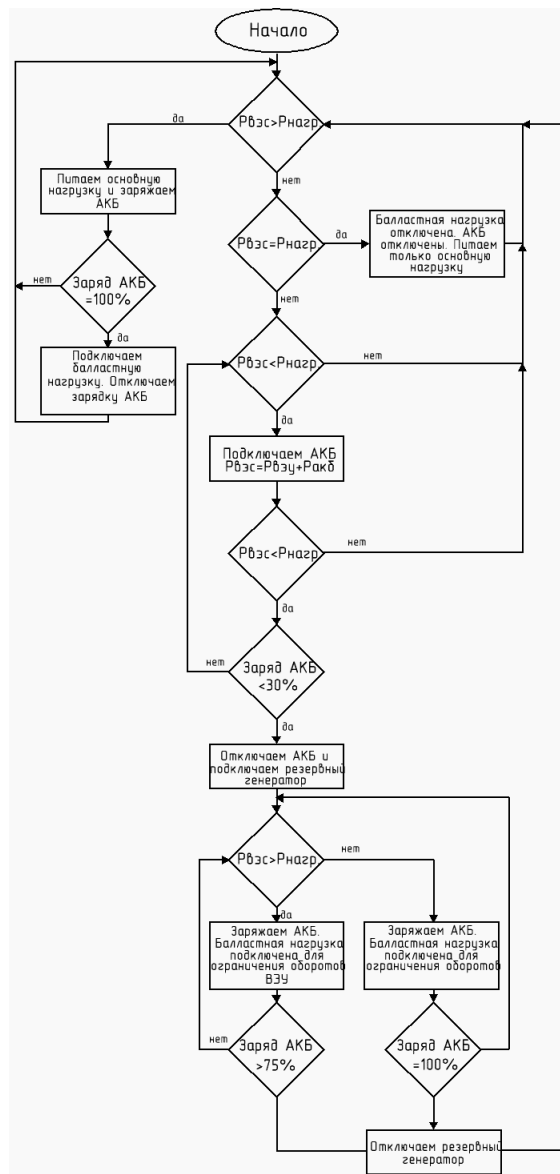 Начало
Рвэс>Рнагр
да
нет
Питаем основную
нагрузку и заряжаем
АКБ
Рвэс=Рнагр
да
Балластная нагрузка
отключена. АКБ
отключены. Питаем
только основную
нагрузку
нет
Заряд АКБ
=100%
нет
да
Подключаем
балластную
нагрузку. Отключаем
зарядку АКБ
Рвэс<Рнагр
нет
да
Подключаем АКБ
Рвэс=Рвэу+Ракб
Рвэс<Рнагр
нет
да
Заряд АКБ
<30%
нет
да
Отключаем АКБ и
подключаем резервный
генератор
Рвэс>Рнагр
нет
да
Заряжаем АКБ.
Балластная нагрузка
подключена для
ограничения оборотов
ВЭУ
Заряжаем АКБ.
Балластная нагрузка
подключена для
ограничения оборотов
нет
Заряд АКБ
>75%
Заряд АКБ
=100%
Отключаем резервный
генератор